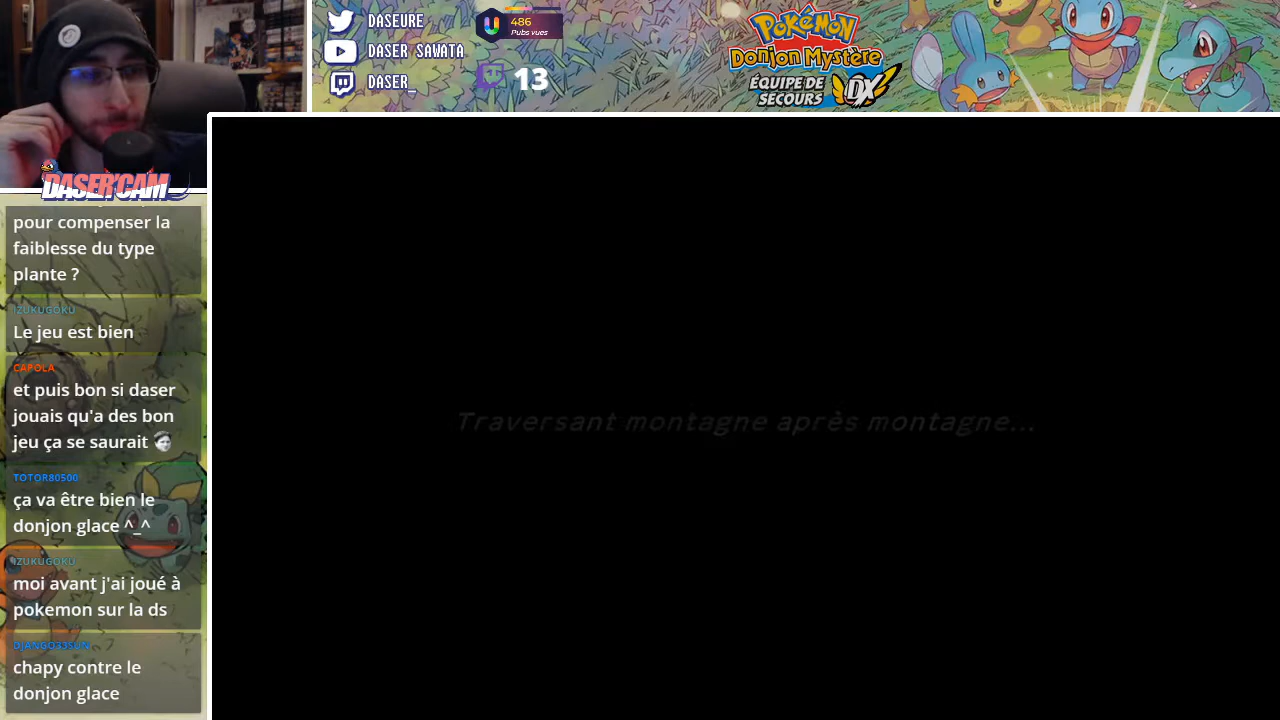 DASEURE
DASER SAWATA
DASER_
486
Pubs vues
13
Pokémon
Donjon Mystère
ÉQUIPE DE
SECOURS DX
DASER'CAM
pour compenser la
faiblesse du type
plante ?
IZUKUGOKU
Le jeu est bien
CAPOLA
et puis bon si daser
jouais qu'a des bon
jeu ça se saurait
TOTOR80500
ça va être bien le
donjon glace ^_^
IZUKUGOKU
moi avant j'ai joué à
pokemon sur la ds
chapy contre le
donjon glace
Traversant montagne après montagne...